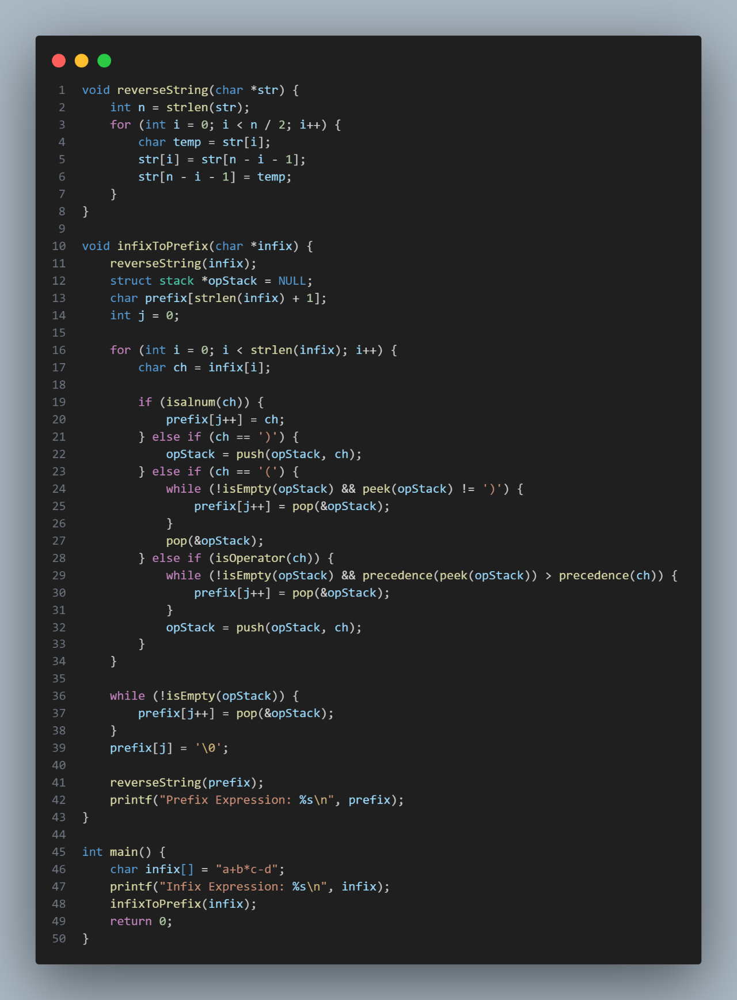 1 void reverseString(char *str) {
2     int n = strlen(str);
3     for (int i = 0; i < n / 2; i++) {
4         char temp = str[i];
5         str[i] = str[n - i - 1];
6         str[n - i - 1] = temp;
7     }
8 }
9
10 void infixToPrefix(char *infix) {
11     reverseString(infix);
12     struct stack *opStack = NULL;
13     char prefix[strlen(infix) + 1];
14     int j = 0;
15
16     for (int i = 0; i < strlen(infix); i++) {
17         char ch = infix[i];
18
19         if (isalnum(ch)) {
20             prefix[j++] = ch;
21         } else if (ch == ')') {
22             opStack = push(opStack, ch);
23         } else if (ch == '(') {
24             while (!isEmpty(opStack) && peek(opStack) != ')') {
25                 prefix[j++] = pop(&opStack);
26             }
27             pop(&opStack);
28         } else if (isOperator(ch)) {
29             while (!isEmpty(opStack) && precedence(peek(opStack)) > precedence(ch)) {
30                 prefix[j++] = pop(&opStack);
31             }
32             opStack = push(opStack, ch);
33         }
34     }
35
36     while (!isEmpty(opStack)) {
37         prefix[j++] = pop(&opStack);
38     }
39     prefix[j] = '\0';
40
41     reverseString(prefix);
42     printf("Prefix Expression: %s\n", prefix);
43 }
44
45 int main() {
46     char infix[] = "a+b*c-d";
47     printf("Infix Expression: %s\n", infix);
48     infixToPrefix(infix);
49     return 0;
50 }